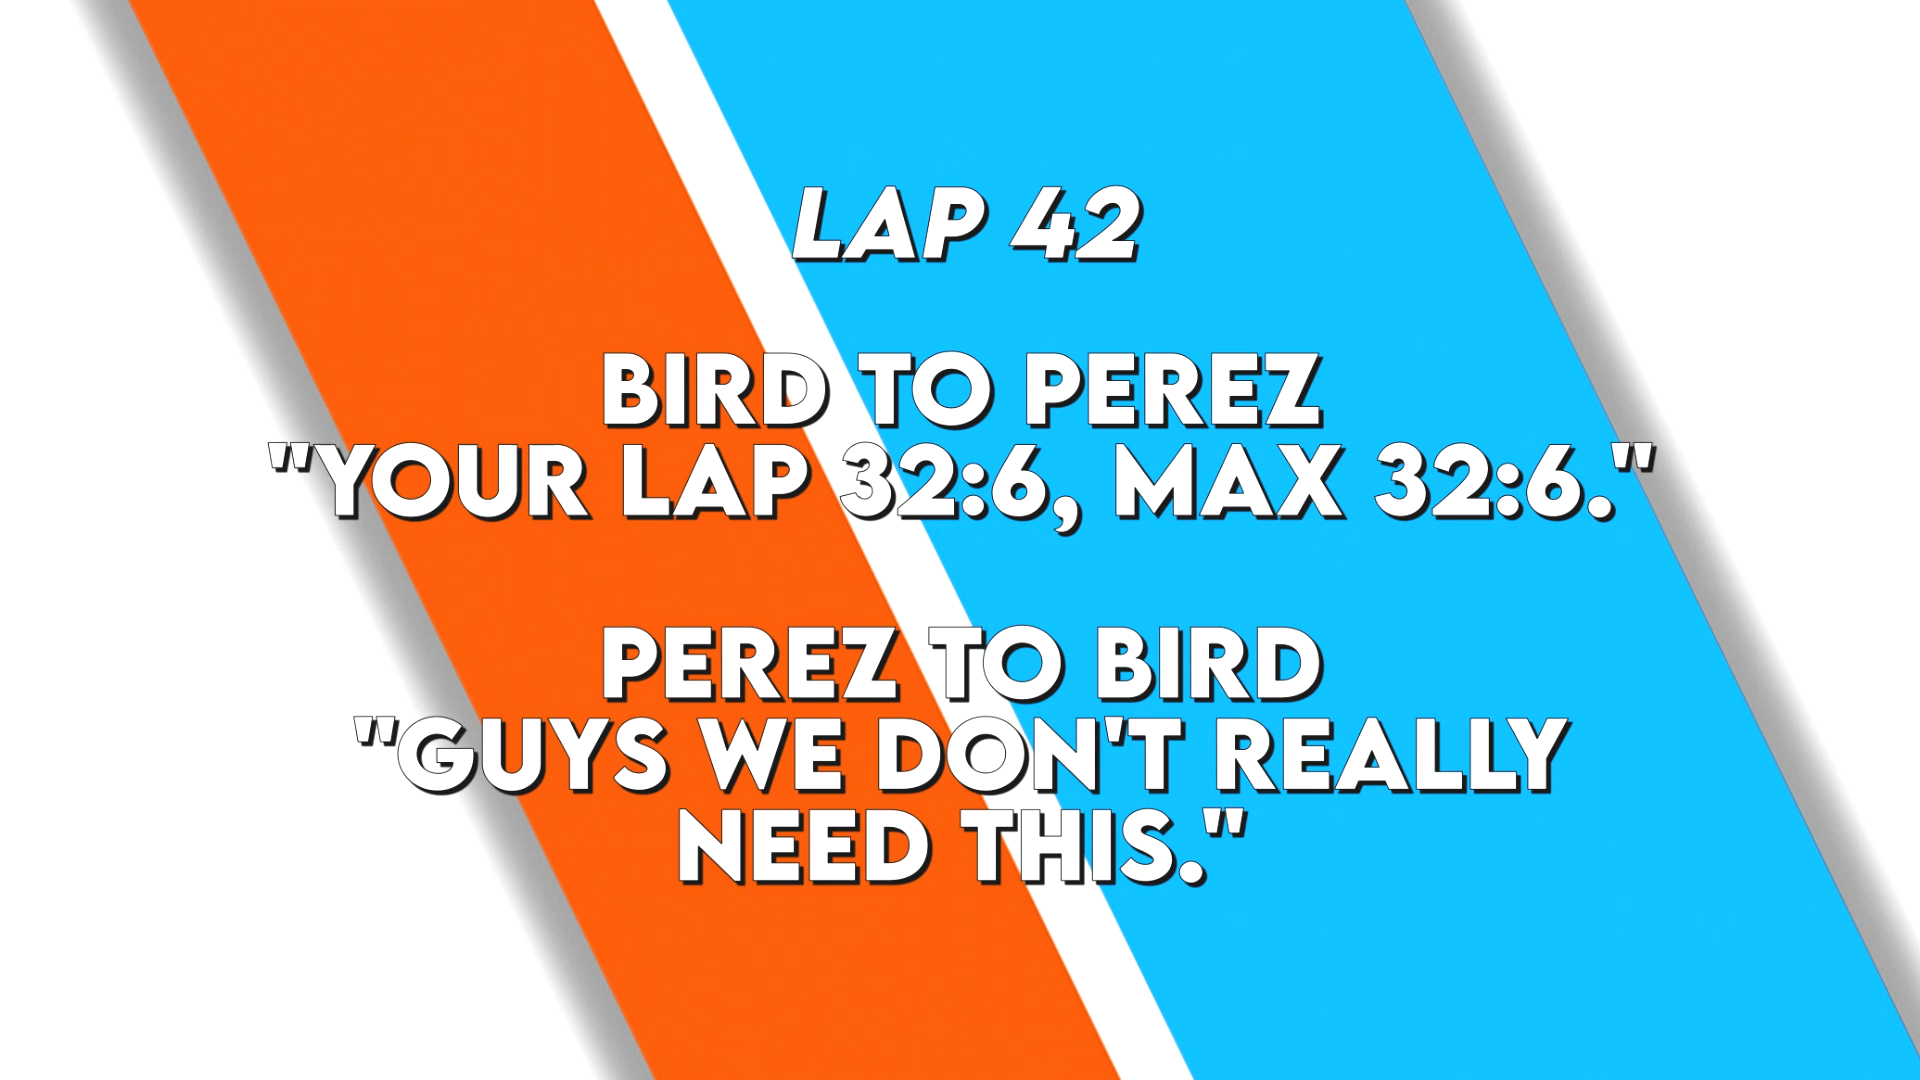 LAP 42
BIRD TO PEREZ
"YOUR LAP 32:6, MAX 32:6."
PEREZ TO BIRD
"GUYS WE DON'T REALLY
NEED THIS."